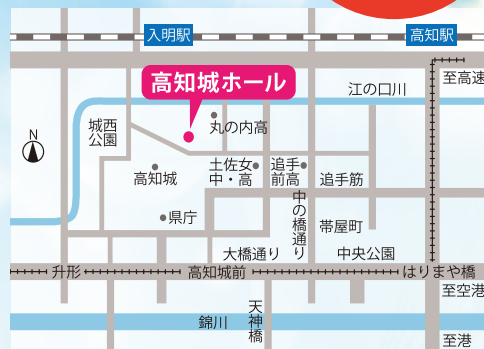 入明駅
高知駅
至高速
高知城ホール
江の口川
丸の内高
城西
公園
N
高知城
土佐女
中・高
追手
前高
追手筋
県庁
中の橋通り
帯屋町
大橋通り
中央公園
升形
高知城前
はりまや橋
至空港
錦川
天神橋
至港